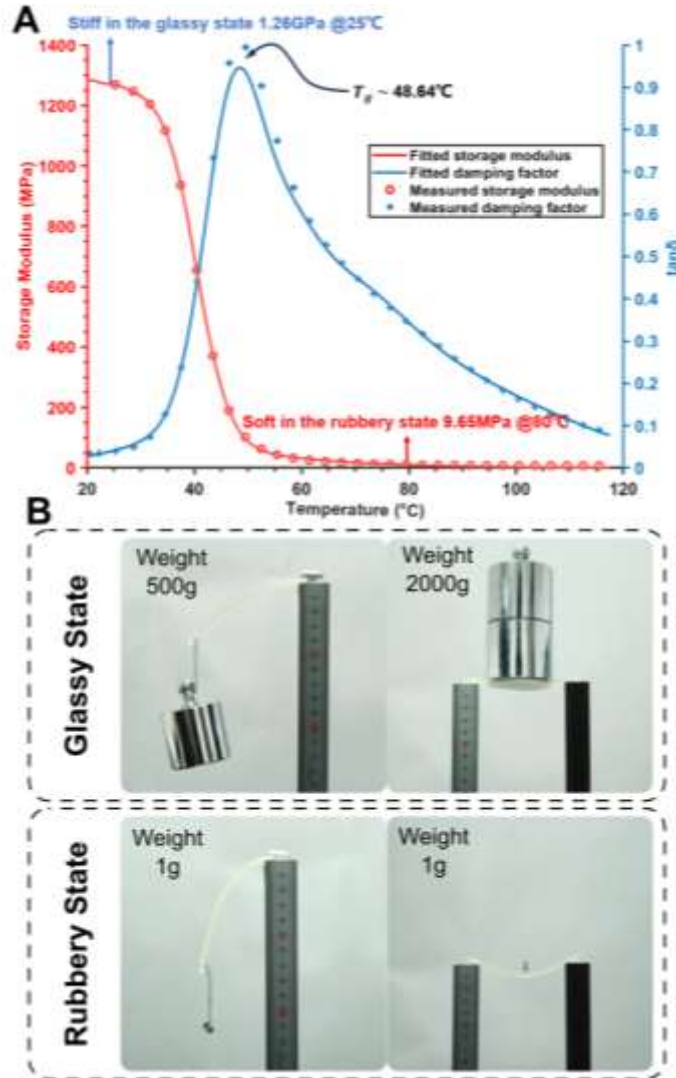 A
Stiff in the glassy state 1.26GPa @25℃
1400
1200
1000
800
600
400
200
0
Storage Modulus (MPa)
T_g ~ 48.64℃
Fitted storage modulus
Fitted damping factor
Measured storage modulus
Measured damping factor
Soft in the rubbery state 9.65MPa @80℃
1
0.9
0.8
0.7
0.6
0.5
0.4
0.3
0.2
0.1
0
tanδ
20
40
60
80
100
120
Temperature (°C)
B
Glassy State
Weight
500g
Weight
2000g
Rubbery State
Weight
1g
Weight
1g